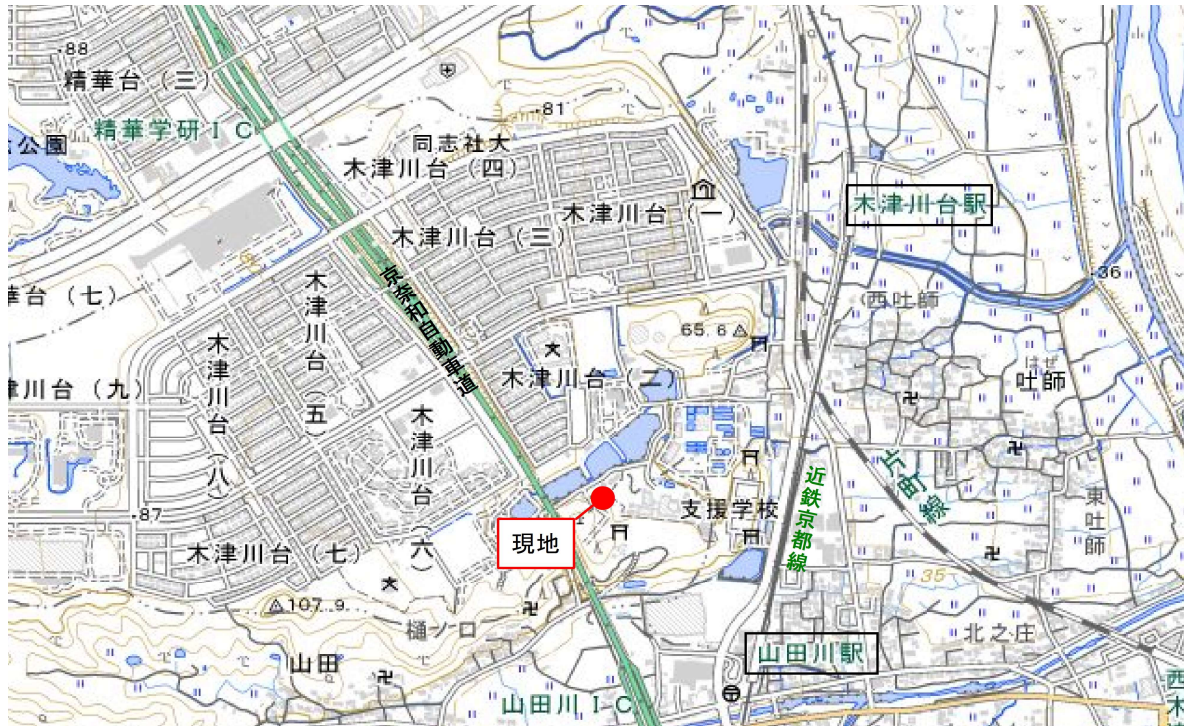 88
精華台（三）
精華学研ＩＣ
公園
81
同志社大
木津川台（四）
木津川台（一）
木津川台駅
木津川台（三）
36
華台（七）
木津川台（五）
京奈和自動車道
西吐師
65.6
はぜ
吐師
木津川台（八）
木津川台（二）
津川台（九）
木津川台（六）
片町線
近鉄京都線
支援学校
東吐師
87
現地
木津川台（七）
35
107.9
樋ノ口
北之庄
山田
山田川駅
山田川ＩＣ
西
木